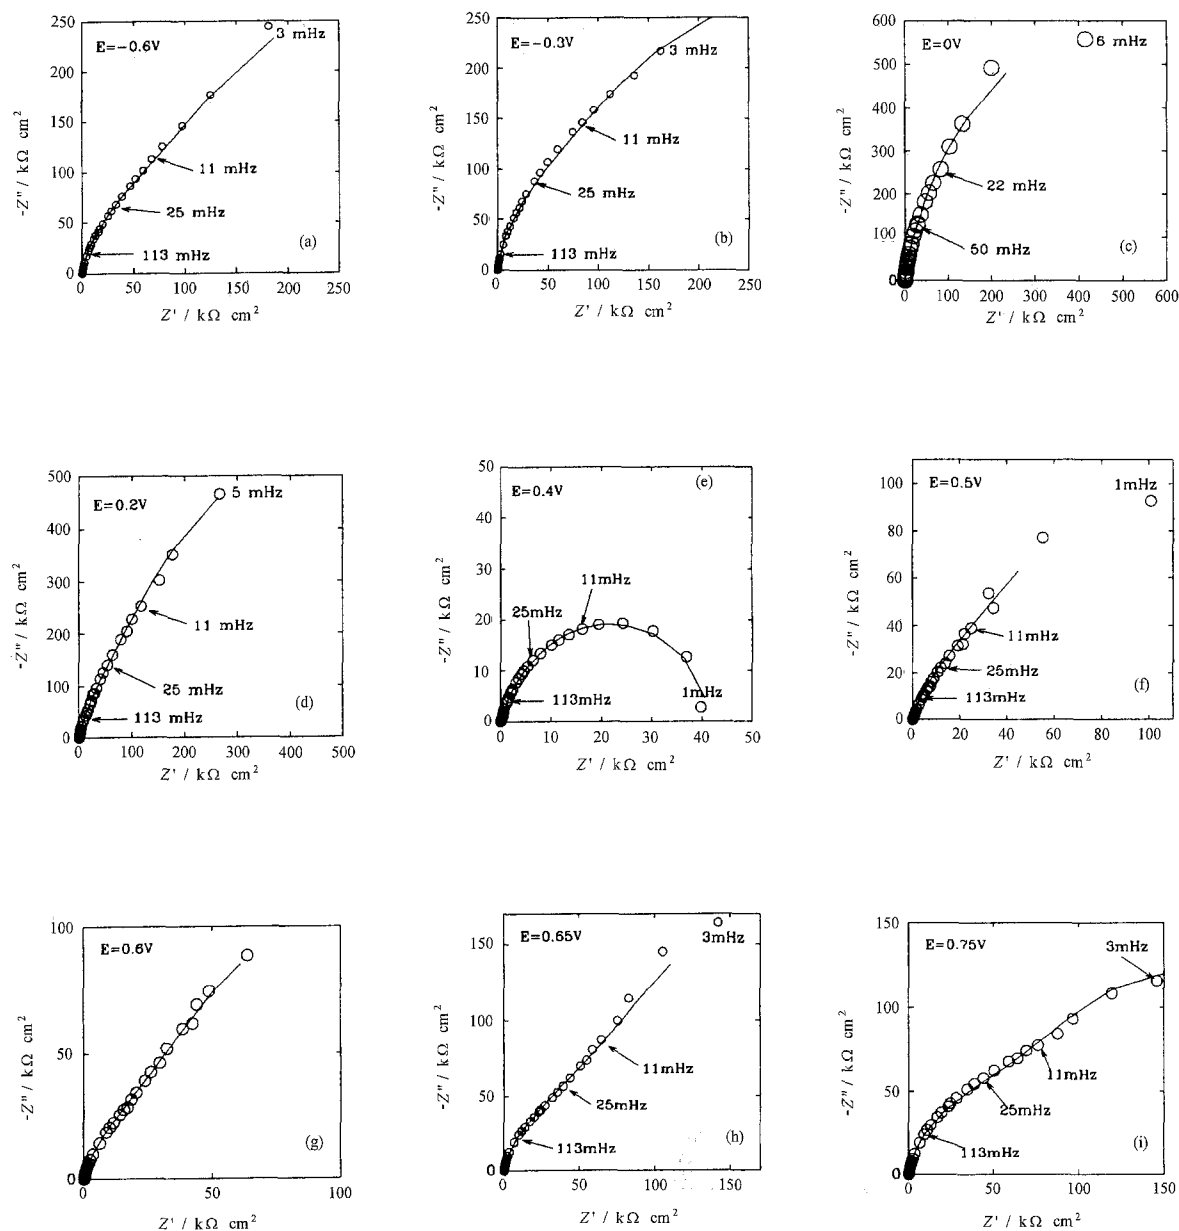 E=−0.6V
3 mHz
11 mHz
25 mHz
113 mHz
(a)
250
200
150
100
50
0
0 50 100 150 200 250
-Z'' / kΩ cm²
Z' / kΩ cm²
E=−0.3V
3 mHz
11 mHz
25 mHz
113 mHz
(b)
250
200
150
100
50
0
0 50 100 150 200 250
-Z'' / kΩ cm²
Z' / kΩ cm²
E=0V
6 mHz
22 mHz
50 mHz
(c)
600
500
400
300
200
100
0
0 100 200 300 400 500 600
-Z'' / kΩ cm²
Z' / kΩ cm²
E=0.2V
5 mHz
11 mHz
25 mHz
113 mHz
(d)
500
400
300
200
100
0
0 100 200 300 400 500
-Z'' / kΩ cm²
Z' / kΩ cm²
E=0.4V
(e)
11mHz
25mHz
113mHz
1mHz
50
40
30
20
10
0
0 10 20 30 40 50
-Z'' / kΩ cm²
Z' / kΩ cm²
E=0.5V
1mHz
11mHz
25mHz
113mHz
(f)
100
80
60
40
20
0
0 20 40 60 80 100
-Z'' / kΩ cm²
Z' / kΩ cm²
E=0.6V
(g)
100
50
0
0 50 100
-Z'' / kΩ cm²
Z' / kΩ cm²
E=0.65V
3mHz
11mHz
25mHz
113mHz
(h)
150
100
50
0
0 50 100 150
-Z'' / kΩ cm²
Z' / kΩ cm²
E=0.75V
3mHz
11mHz
25mHz
113mHz
(i)
150
100
50
0
0 50 100 150
-Z'' / kΩ cm²
Z' / kΩ cm²